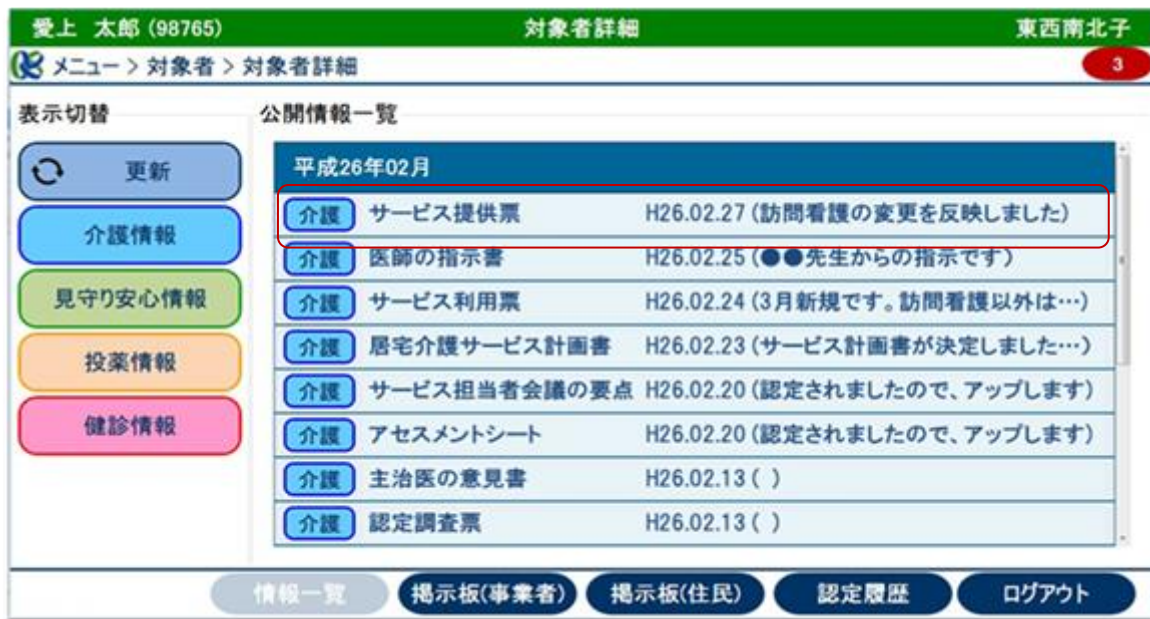 愛上 太郎 (98765) 対象者詳細 東西南北子
メニュー > 対象者 > 対象者詳細 3
表示切替
更新
介護情報
見守り安心情報
投薬情報
健診情報
公開情報一覧
平成26年02月
介護 サービス提供票 H26.02.27 (訪問看護の変更を反映しました)
介護 医師の指示書 H26.02.25 (●●先生からの指示です)
介護 サービス利用票 H26.02.24 (3月新規です。訪問看護以外は…)
介護 居宅介護サービス計画書 H26.02.23 (サービス計画書が決定しました…)
介護 サービス担当者会議の要点 H26.02.20 (認定されましたので、アップします)
介護 アセスメントシート H26.02.20 (認定されましたので、アップします)
介護 主治医の意見書 H26.02.13 ( )
介護 認定調査票 H26.02.13 ( )
情報一覧 掲示板(事業者) 掲示板(住民) 認定履歴 ログアウト